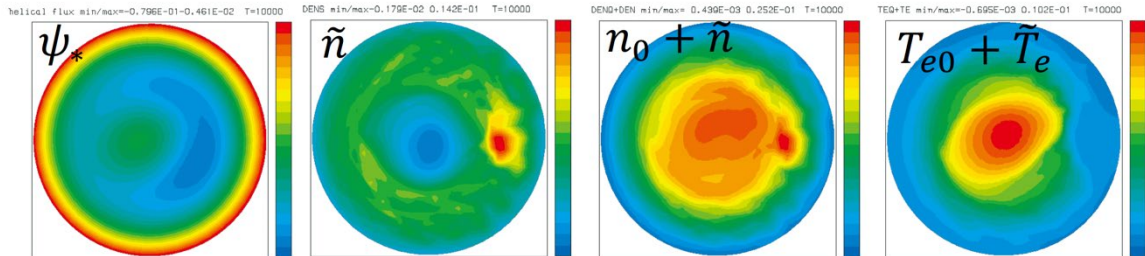 helical flux min/max=-0.796E-01-0.461E-02 T=10000
ψ*
DENS min/max-0.179E-02 0.142E-01 T=10000
ñ
DENQ+DEN min/max= 0.439E-03 0.252E-01 T=10000
n₀ + ñ
TEQ+TE min/max=-0.695E-03 0.102E-01 T=10000
Tₑ₀ + T̃ₑ